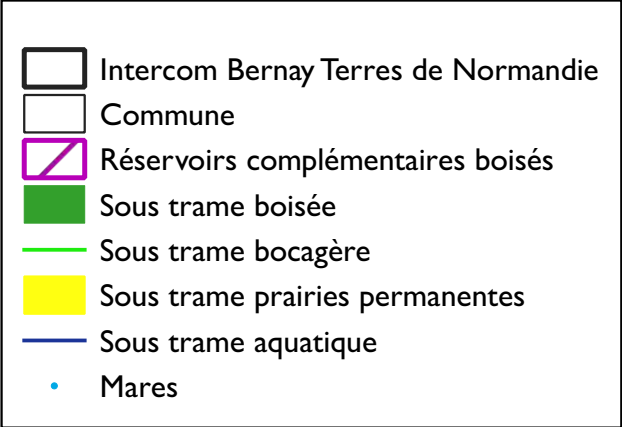 Intercom Bernay Terres de Normandie
Commune
Réservoirs complémentaires boisés
Sous trame boisée
Sous trame bocagère
Sous trame prairies permanentes
Sous trame aquatique
Mares